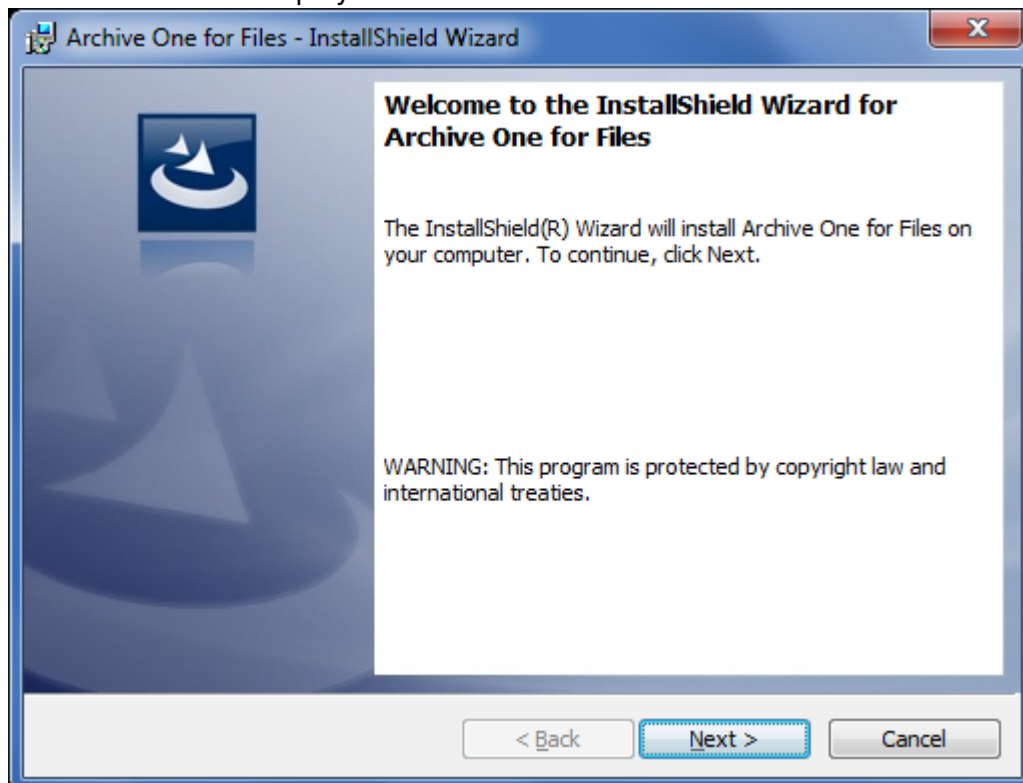 Archive One for Files - InstallShield Wizard
Welcome to the InstallShield Wizard for
Archive One for Files
The InstallShield(R) Wizard will install Archive One for Files on
your computer. To continue, click Next.
WARNING: This program is protected by copyright law and
international treaties.
< Back
Next >
Cancel